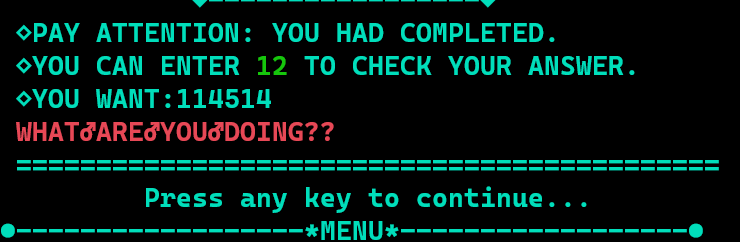 ◇PAY ATTENTION: YOU HAD COMPLETED.
◇YOU CAN ENTER 12 TO CHECK YOUR ANSWER.
◇YOU WANT:114514
WHAT♂ARE♂YOU♂DOING??
============================================
Press any key to continue...
●------------------*MENU*------------------●